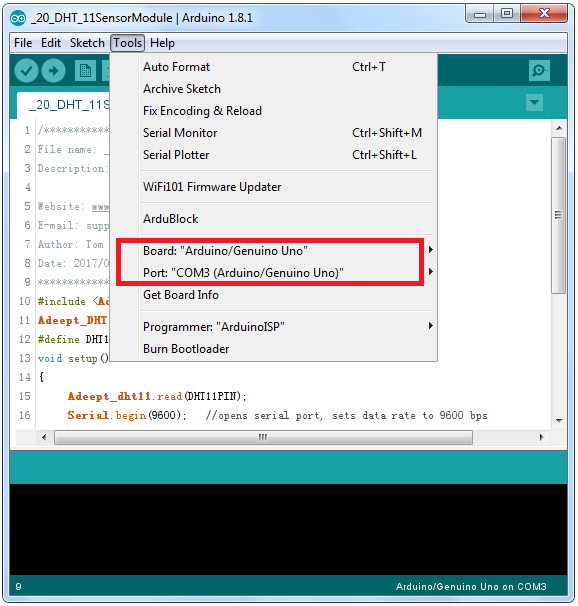 _20_DHT_11SensorModule | Arduino 1.8.1
File Edit Sketch Tools Help
Auto Format Ctrl+T
Archive Sketch
Fix Encoding & Reload
Serial Monitor Ctrl+Shift+M
Serial Plotter Ctrl+Shift+L
WiFi101 Firmware Updater
ArduBlock
Board: "Arduino/Genuino Uno"
Port: "COM3 (Arduino/Genuino Uno)"
Get Board Info
Programmer: "ArduinoISP"
Burn Bootloader
_20_DHT_11S
1 /************
2 File name: _
3 Description:
4
5 Website: www
6 E-mail: supp
7 Author: Tom
8 Date: 2017/0
9 ************
10 #include <Ad
11 Adeept_DHT
12 #define DHT1
13 void setup()
14 {
15 Adeept_dht11.read(DHT11PIN);
16 Serial.begin(9600); //opens serial port, sets data rate to 9600 bps
9 Arduino/Genuino Uno on COM3